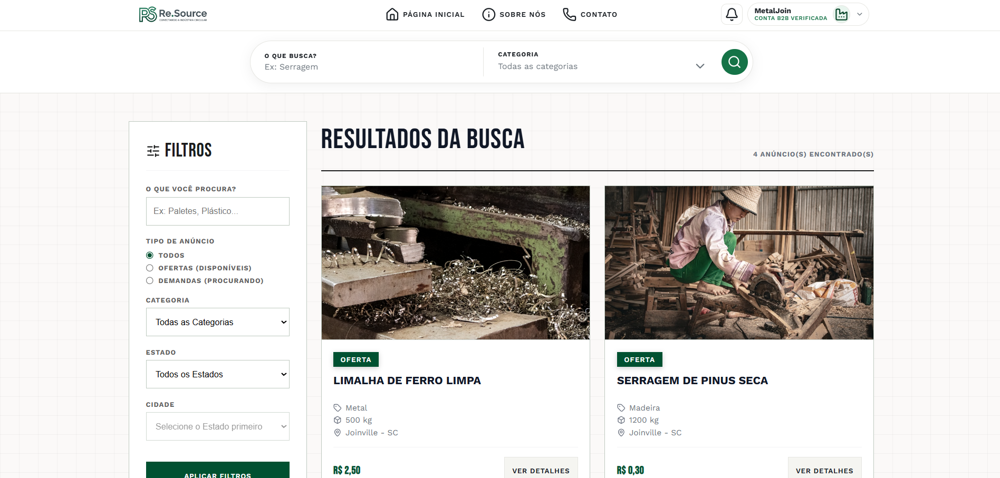 RS Re.Source
CONECTANDO A INDÚSTRIA CIRCULAR
PÁGINA INICIAL
SOBRE NÓS
CONTATO
MetalJoin
CONTA B2B VERIFICADA
O QUE BUSCA?
Ex: Serragem
CATEGORIA
Todas as categorias
FILTROS
O QUE VOCÊ PROCURA?
Ex: Paletes, Plástico...
TIPO DE ANÚNCIO
TODOS
OFERTAS (DISPONÍVEIS)
DEMANDAS (PROCURANDO)
CATEGORIA
Todas as Categorias
ESTADO
Todos os Estados
CIDADE
Selecione o Estado primeiro
APLICAR FILTROS
RESULTADOS DA BUSCA
4 ANÚNCIO(S) ENCONTRADO(S)
OFERTA
LIMALHA DE FERRO LIMPA
Metal
500 kg
Joinville - SC
R$ 2,50
VER DETALHES
OFERTA
SERRAGEM DE PINUS SECA
Madeira
1200 kg
Joinville - SC
R$ 0,30
VER DETALHES